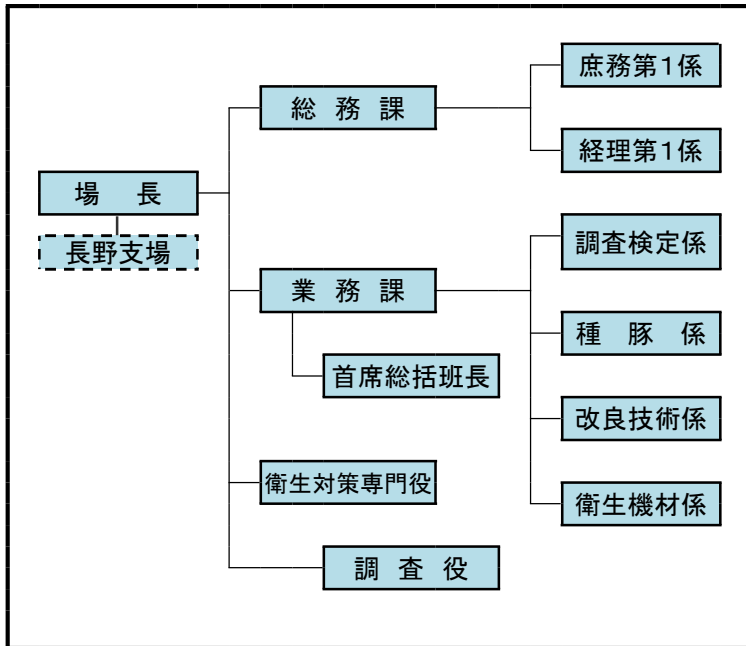 場　長
長野支場
総　務　課
庶務第１係
経理第１係
業　務　課
首席総括班長
調査検定係
種　豚　係
改良技術係
衛生機材係
衛生対策専門役
調　査　役